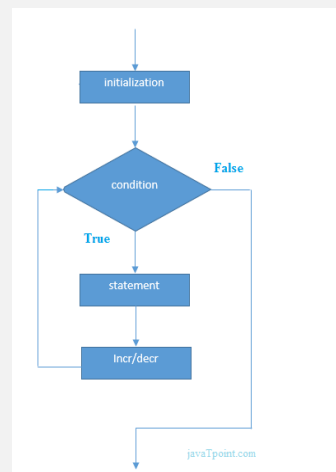 initialization
condition
False
True
statement
Incr/decr
javaTpoint.com